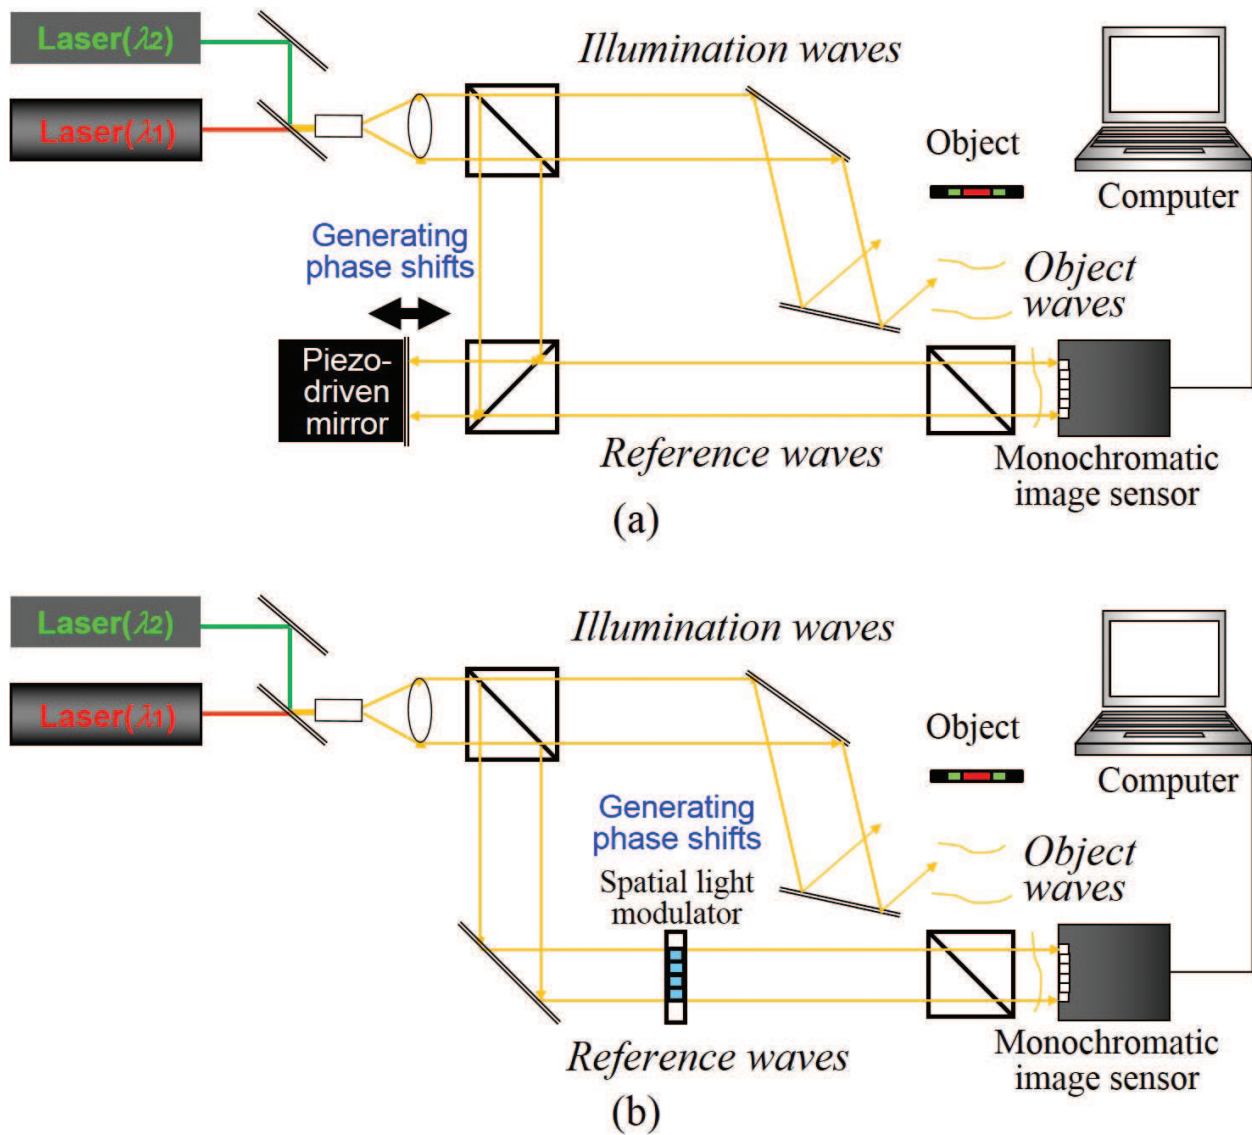 Laser(λ2)
Laser(λ1)
Illumination waves
Object
Computer
Generating
phase shifts
Object
waves
Piezo-
driven
mirror
Reference waves
Monochromatic
image sensor
(a)
Laser(λ2)
Laser(λ1)
Illumination waves
Object
Computer
Generating
phase shifts
Spatial light
modulator
Object
waves
Reference waves
Monochromatic
image sensor
(b)